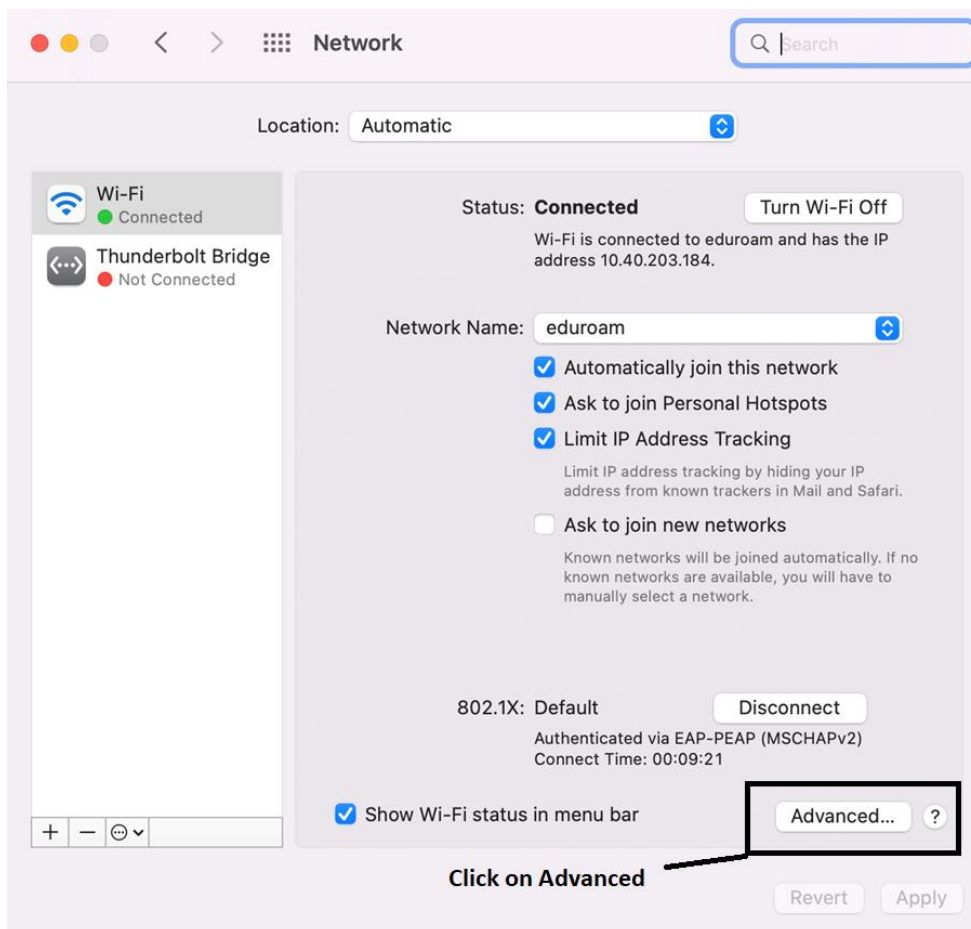 Network
Search
Location: Automatic
Wi-Fi
Connected
Thunderbolt Bridge
Not Connected
Status: Connected
Turn Wi-Fi Off
Wi-Fi is connected to eduroam and has the IP
address 10.40.203.184.
Network Name: eduroam
Automatically join this network
Ask to join Personal Hotspots
Limit IP Address Tracking
Limit IP address tracking by hiding your IP
address from known trackers in Mail and Safari.
Ask to join new networks
Known networks will be joined automatically. If no
known networks are available, you will have to
manually select a network.
802.1X: Default
Disconnect
Authenticated via EAP-PEAP (MSCHAPv2)
Connect Time: 00:09:21
Show Wi-Fi status in menu bar
Advanced...
?
Click on Advanced
Revert
Apply